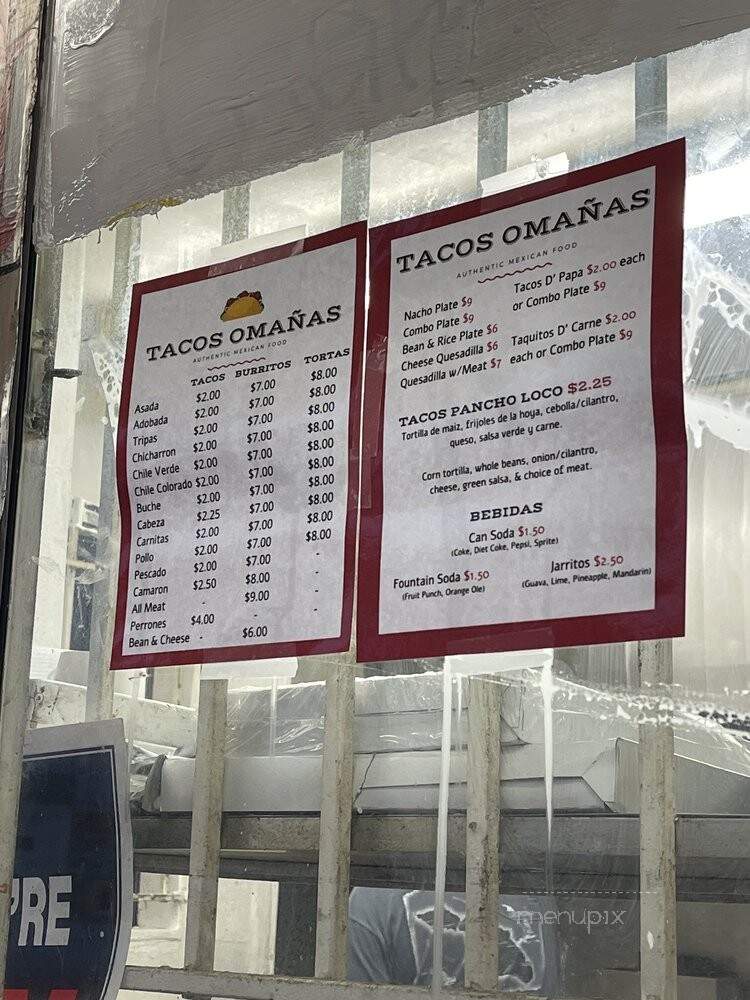 TACOS OMAÑAS
AUTHENTIC MEXICAN FOOD
TACOS BURRITOS TORTAS
Asada $2.00 $7.00 $8.00
Adobada $2.00 $7.00 $8.00
Tripas $2.00 $7.00 $8.00
Chicharron $2.00 $7.00 $8.00
Chile Verde $2.00 $7.00 $8.00
Chile Colorado $2.00 $7.00 $8.00
Buche $2.00 $7.00 $8.00
Cabeza $2.25 $7.00 $8.00
Carnitas $2.00 $7.00 $8.00
Pollo $2.00 $7.00 $8.00
Pescado $2.00 $7.00 -
Camaron $2.50 $8.00 -
All Meat - $9.00 -
Perrones $4.00 - -
Bean & Cheese - $6.00
TACOS OMAÑAS
AUTHENTIC MEXICAN FOOD
Nacho Plate $9
Combo Plate $9
Bean & Rice Plate $6
Cheese Quesadilla $6
Quesadilla w/Meat $7
Tacos D' Papa $2.00 each
or Combo Plate $9
Taquitos D' Carne $2.00
each or Combo Plate $9
TACOS PANCHO LOCO $2.25
Tortilla de maiz, frijoles de la hoya, cebolla/cilantro,
queso, salsa verde y carne.
Corn tortilla, whole beans, onion/cilantro,
cheese, green salsa, & choice of meat.
BEBIDAS
Can Soda $1.50
(Coke, Diet Coke, Pepsi, Sprite)
Fountain Soda $1.50
(Fruit Punch, Orange Ole)
Jarritos $2.50
(Guava, Lime, Pineapple, Mandarin)
'RE
menupix